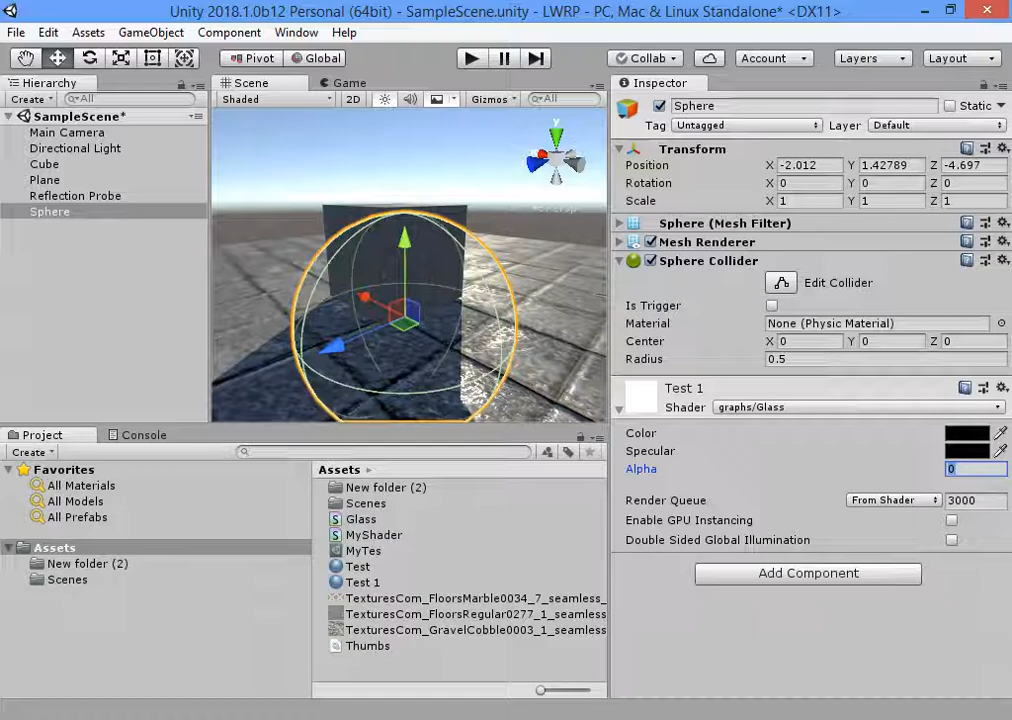 Unity 2018.1.0b12 Personal (64bit) - SampleScene.unity - LWRP - PC, Mac & Linux Standalone* <DX11>
File Edit Assets GameObject Component Window Help
Pivot Global Collab Account Layers Layout
Hierarchy
Create All
SampleScene*
Main Camera
Directional Light
Cube
Plane
Reflection Probe
Sphere
Scene Game
Shaded 2D Gizmos All
y
Persp
Inspector
Sphere Static
Tag Untagged Layer Default
Transform
Position X -2.012 Y 1.42789 Z -4.697
Rotation X 0 Y 0 Z 0
Scale X 1 Y 1 Z 1
Sphere (Mesh Filter)
Mesh Renderer
Sphere Collider
Edit Collider
Is Trigger
Material None (Physic Material)
Center X 0 Y 0 Z 0
Radius 0.5
Test 1
Shader graphs/Glass
Color
Specular
Alpha 0
Render Queue From Shader 3000
Enable GPU Instancing
Double Sided Global Illumination
Add Component
Project Console
Create
Favorites
All Materials
All Models
All Prefabs
Assets
New folder (2)
Scenes
Assets
New folder (2)
Scenes
Glass
MyShader
MyTes
Test
Test 1
TexturesCom_FloorsMarble0034_7_seamless_
TexturesCom_FloorsRegular0277_1_seamless
TexturesCom_GravelCobble0003_1_seamless
Thumbs